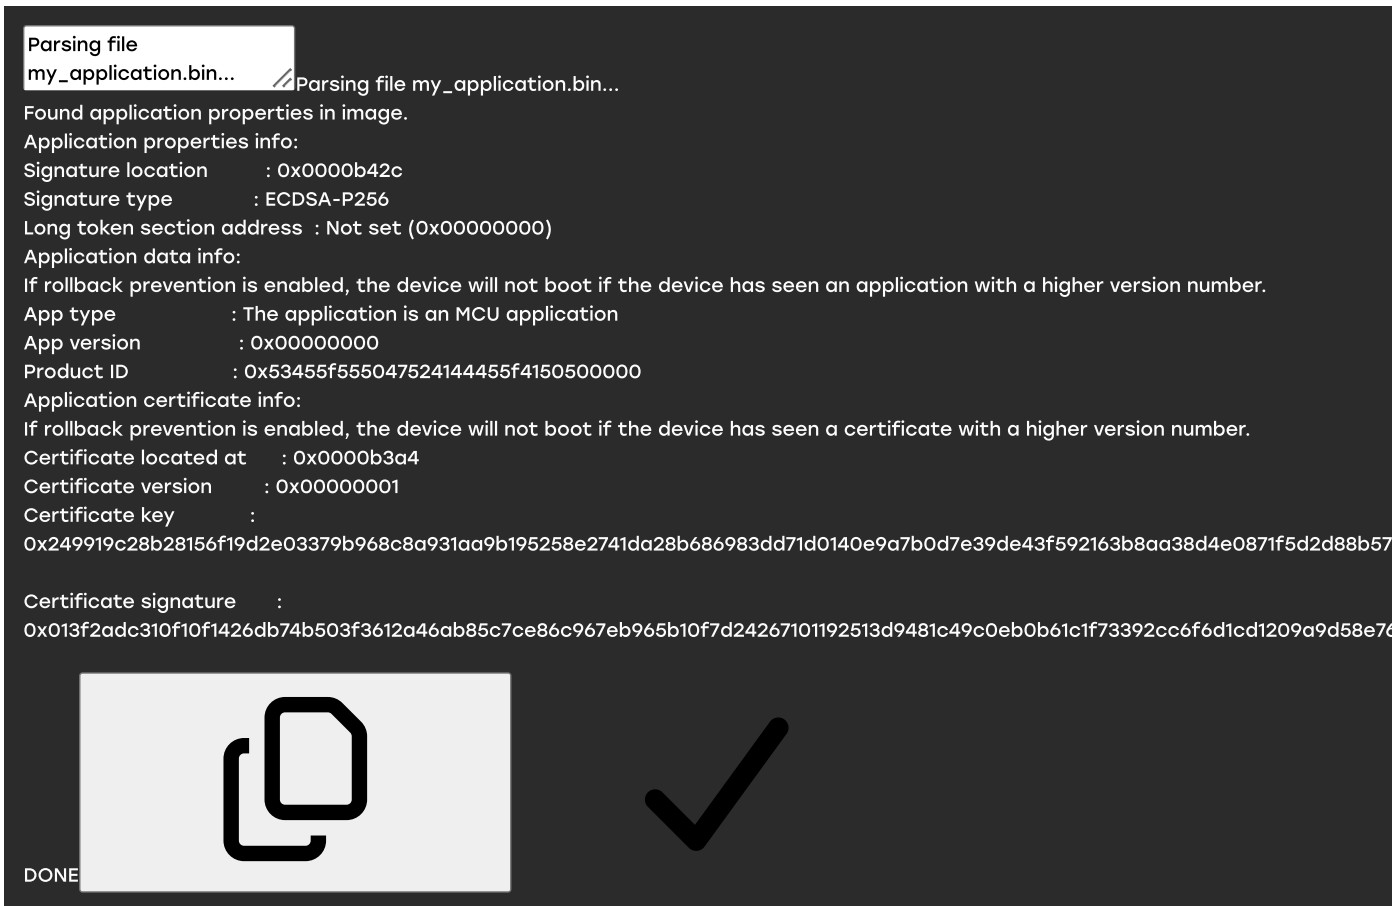 Parsing file
my_application.bin...
Parsing file my_application.bin...
Found application properties in image.
Application properties info:
Signature location : 0x0000b42c
Signature type : ECDSA-P256
Long token section address : Not set (0x00000000)
Application data info:
If rollback prevention is enabled, the device will not boot if the device has seen an application with a higher version number.
App type : The application is an MCU application
App version : 0x00000000
Product ID : 0x53455f555047524144455f4150500000
Application certificate info:
If rollback prevention is enabled, the device will not boot if the device has seen a certificate with a higher version number.
Certificate located at : 0x0000b3a4
Certificate version : 0x00000001
Certificate key :
0x249919c28b28156f19d2e03379b968c8a931aa9b195258e2741da28b686983dd71d0140e9a7b0d7e39de43f592163b8aa38d4e0871f5d2d88b57
Certificate signature :
0x013f2adc310f10f1426db74b503f3612a46ab85c7ce86c967eb965b10f7d24267101192513d9481c49c0eb0b61c1f73392cc6f6d1cd1209a9d58e76
DONE